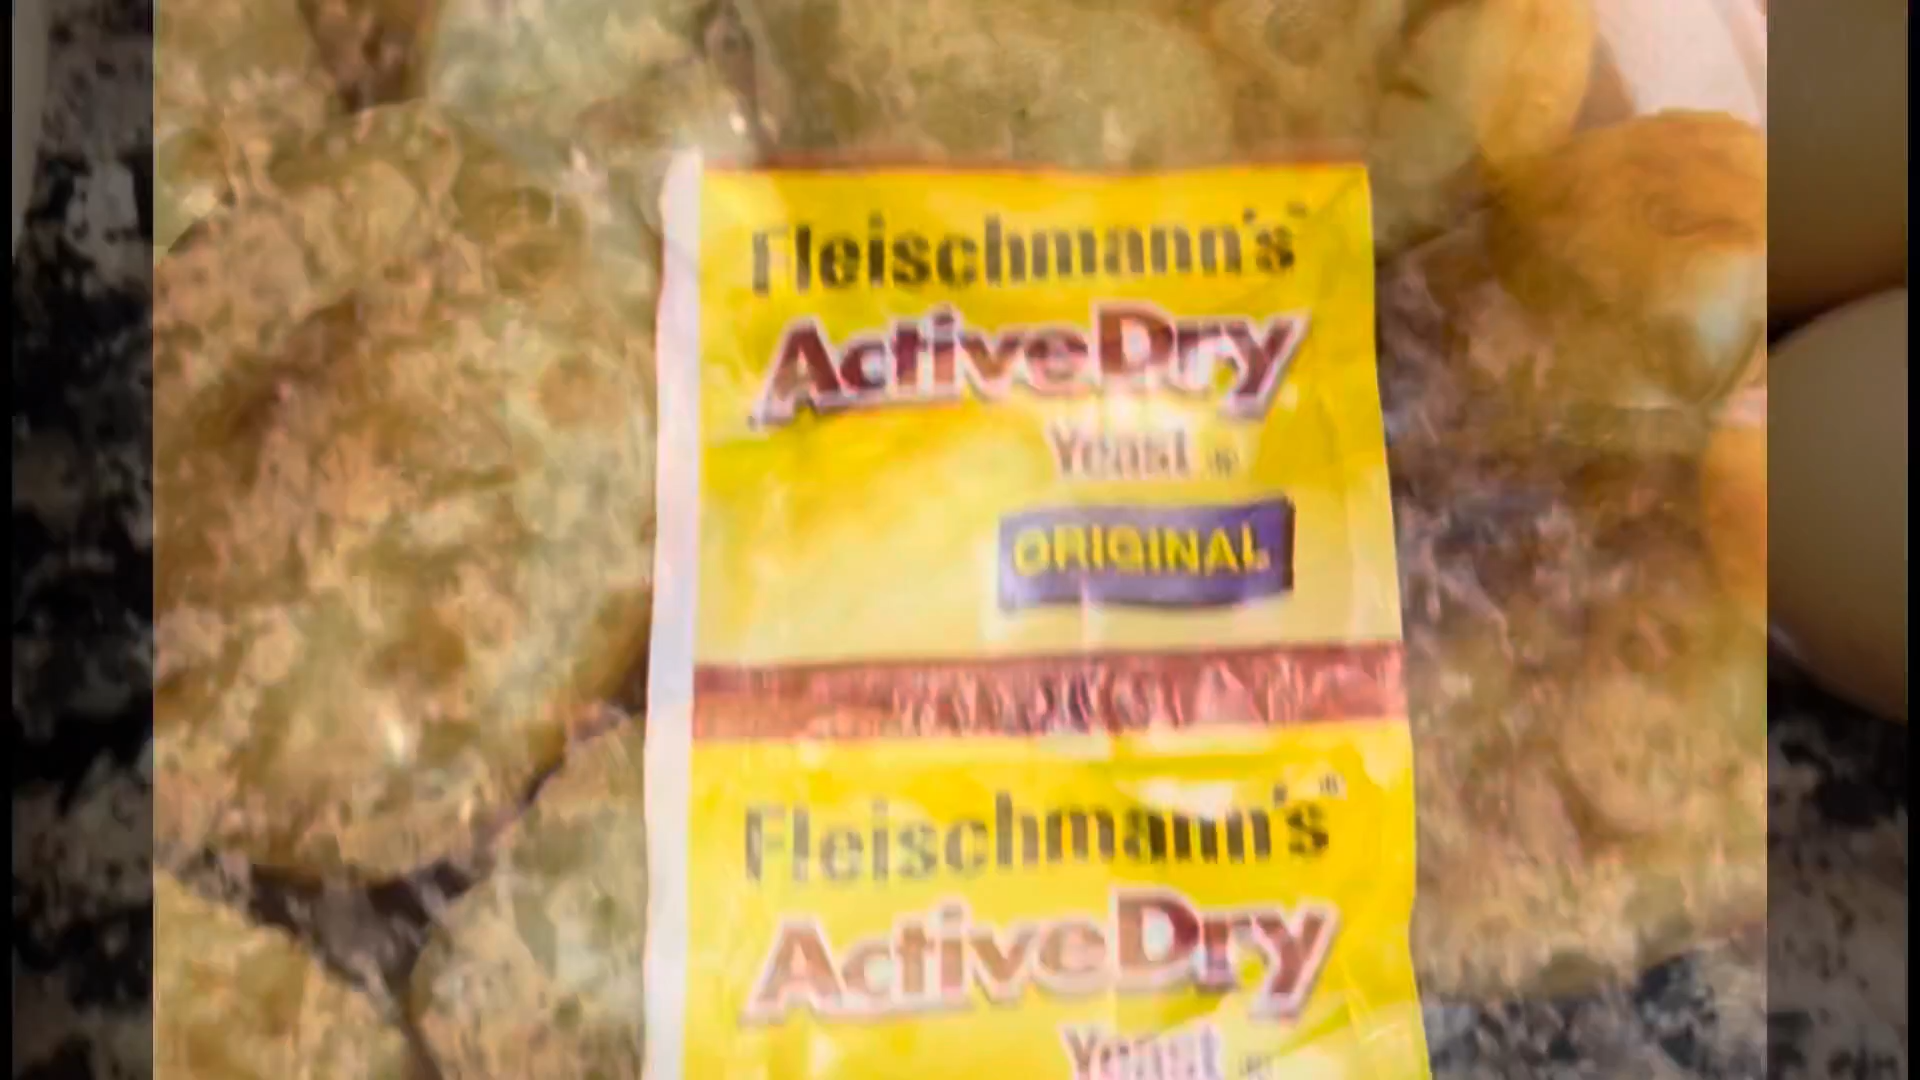 Fleischmann's
ActiveDry
Yeast
ORIGINAL
Fleischmann's
ActiveDry
Yeast